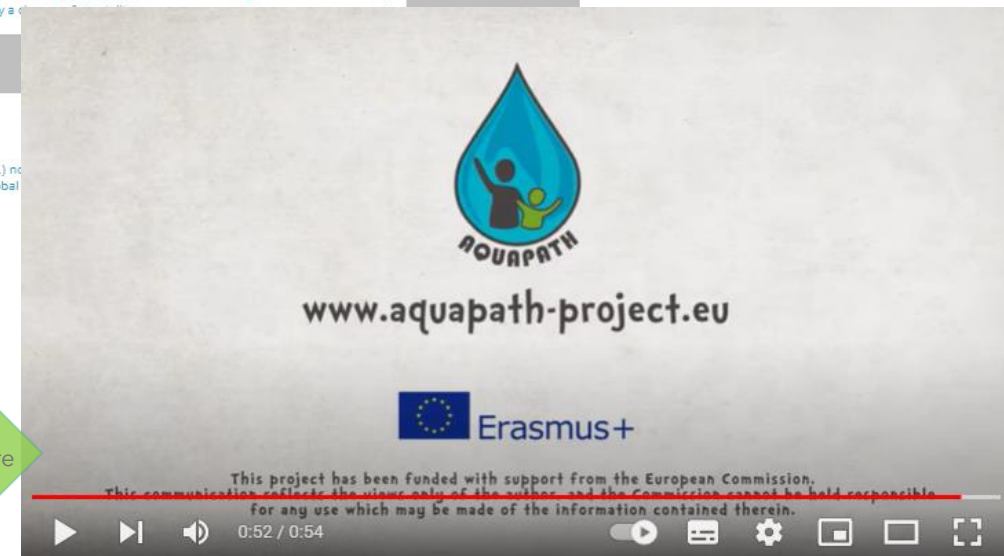 AQUAPATH
www.aquapath-project.eu
Erasmus+
This project has been funded with support from the European Commission.
This communication reflects the views only of the author, and the Commission cannot be held responsible
for any use which may be made of the information contained therein.
0:52 / 0:54